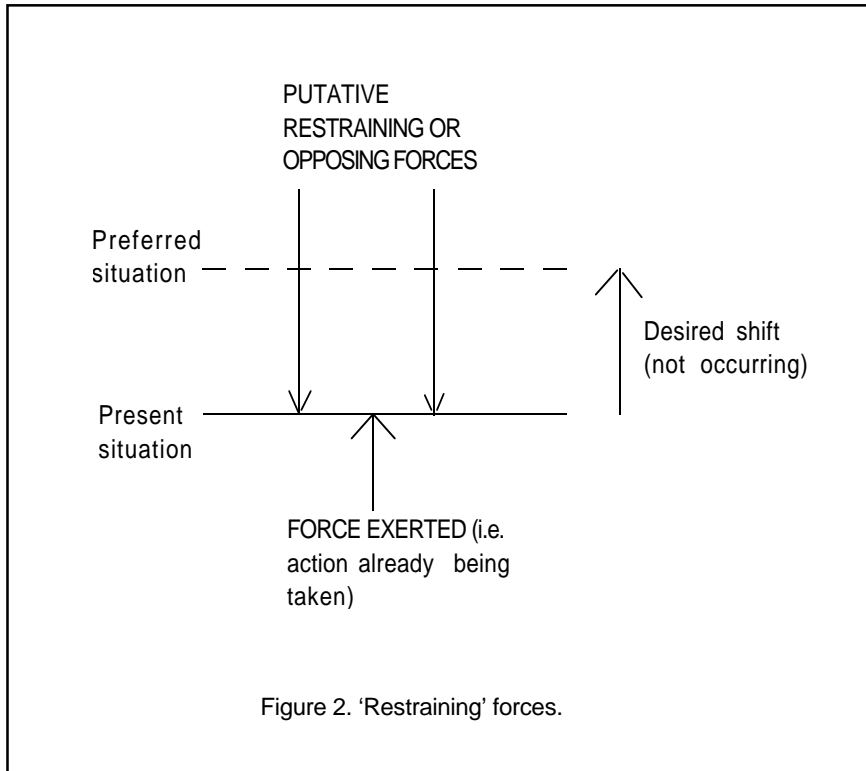 PUTATIVE
RESTRAINING OR
OPPOSING FORCES
Preferred
situation
Desired shift
(not occurring)
Present
situation
FORCE EXERTED (i.e.
action already being
taken)
Figure 2. ‘Restraining’ forces.